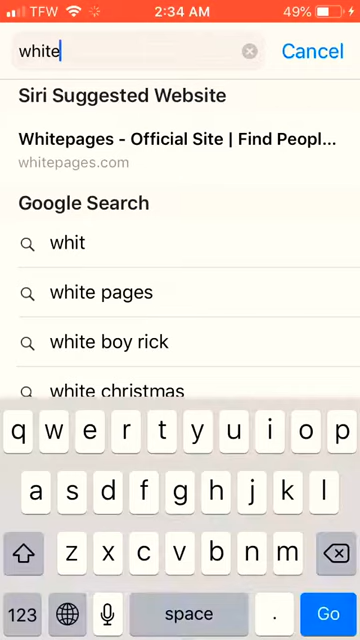 TFW 2:34 AM 49%
white Cancel
Siri Suggested Website
Whitepages - Official Site | Find Peopl...
whitepages.com
Google Search
whit
white pages
white boy rick
white christmas
q w e r t y u i o p
a s d f g h j k l
z x c v b n m
123 space . Go